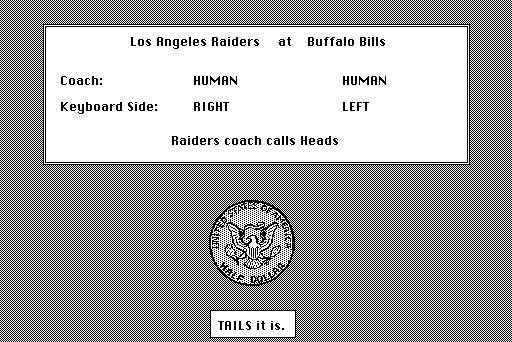 Los Angeles Raiders at Buffalo Bills
Coach: HUMAN HUMAN
Keyboard Side: RIGHT LEFT
Raiders coach calls Heads
TAILS it is.